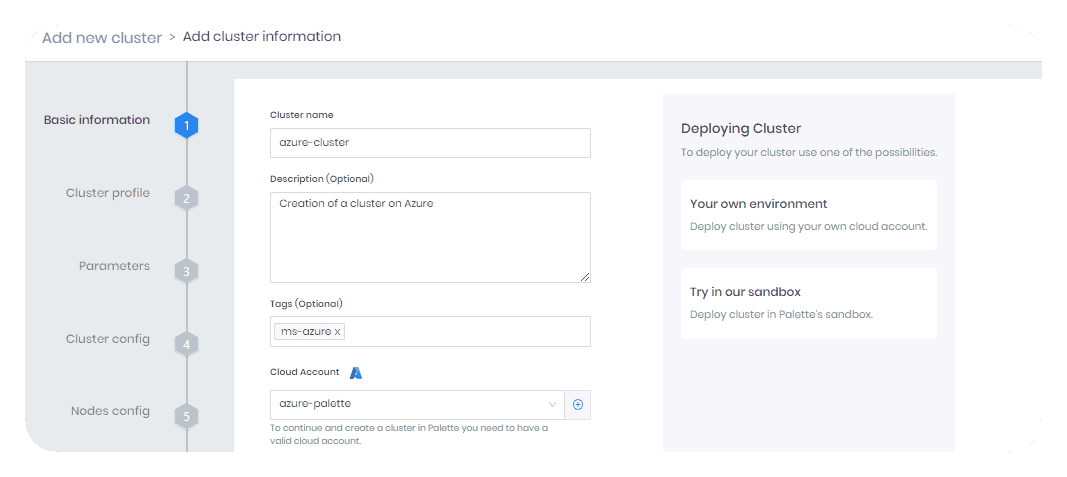 Add new cluster > Add cluster information
Basic information
1
Cluster profile
2
Parameters
3
Cluster config
4
Nodes config
5
Cluster name
azure-cluster
Description (Optional)
Creation of a cluster on Azure
Tags (Optional)
ms-azure x
Cloud Account
azure-palette
To continue and create a cluster in Palette you need to have a
valid cloud account.
Deploying Cluster
To deploy your cluster use one of the possibilities.
Your own environment
Deploy cluster using your own cloud account.
Try in our sandbox
Deploy cluster in Palette's sandbox.